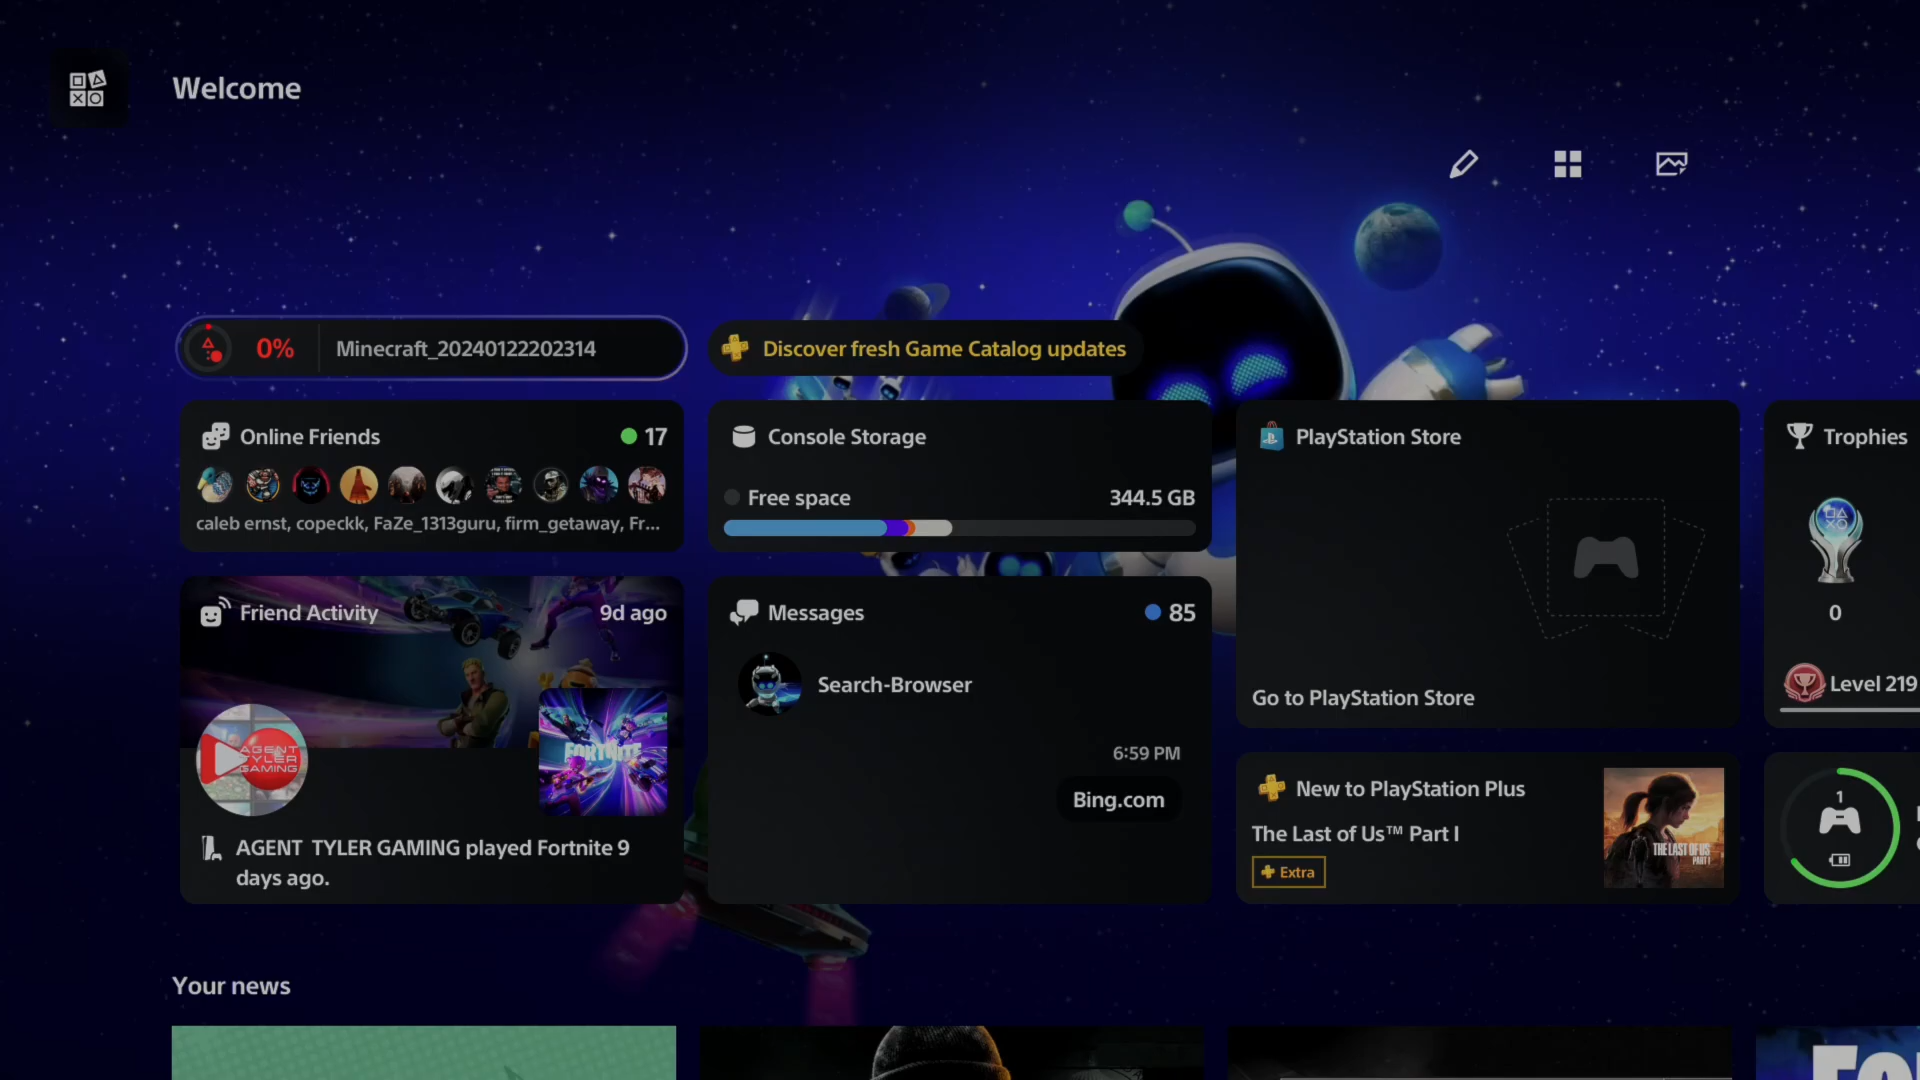 Welcome
0%
Minecraft_20240122202314
Discover fresh Game Catalog updates
Online Friends
17
caleb ernst, copeckk, FaZe_1313guru, firm_getaway, Fr...
Console Storage
Free space
344.5 GB
PlayStation Store
Go to PlayStation Store
Trophies
0
Level 219
Friend Activity
9d ago
AGENT
TYLER
GAMING
FORTNITE
AGENT TYLER GAMING played Fortnite 9
days ago.
Messages
85
Search-Browser
6:59 PM
Bing.com
New to PlayStation Plus
The Last of Us™ Part I
Extra
THE LAST OF US
PART I
1
Your news